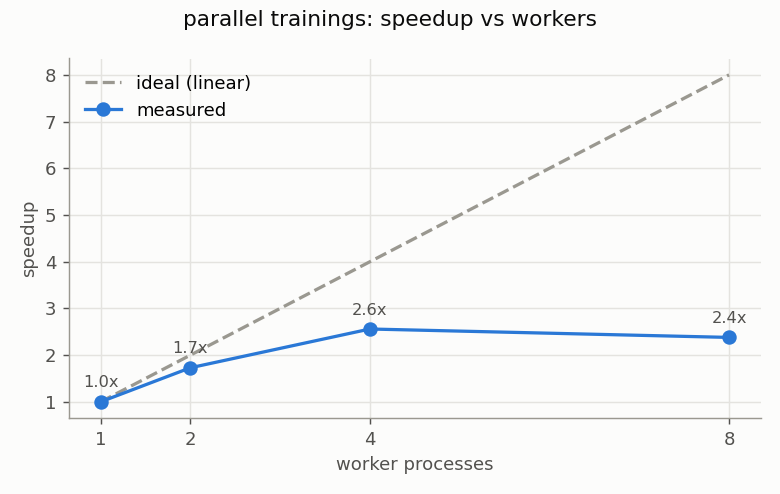 parallel trainings: speedup vs workers
ideal (linear)
measured
8
7
6
5
4
3
2
1
speedup
1.0x
1.7x
2.6x
2.4x
1
2
4
8
worker processes